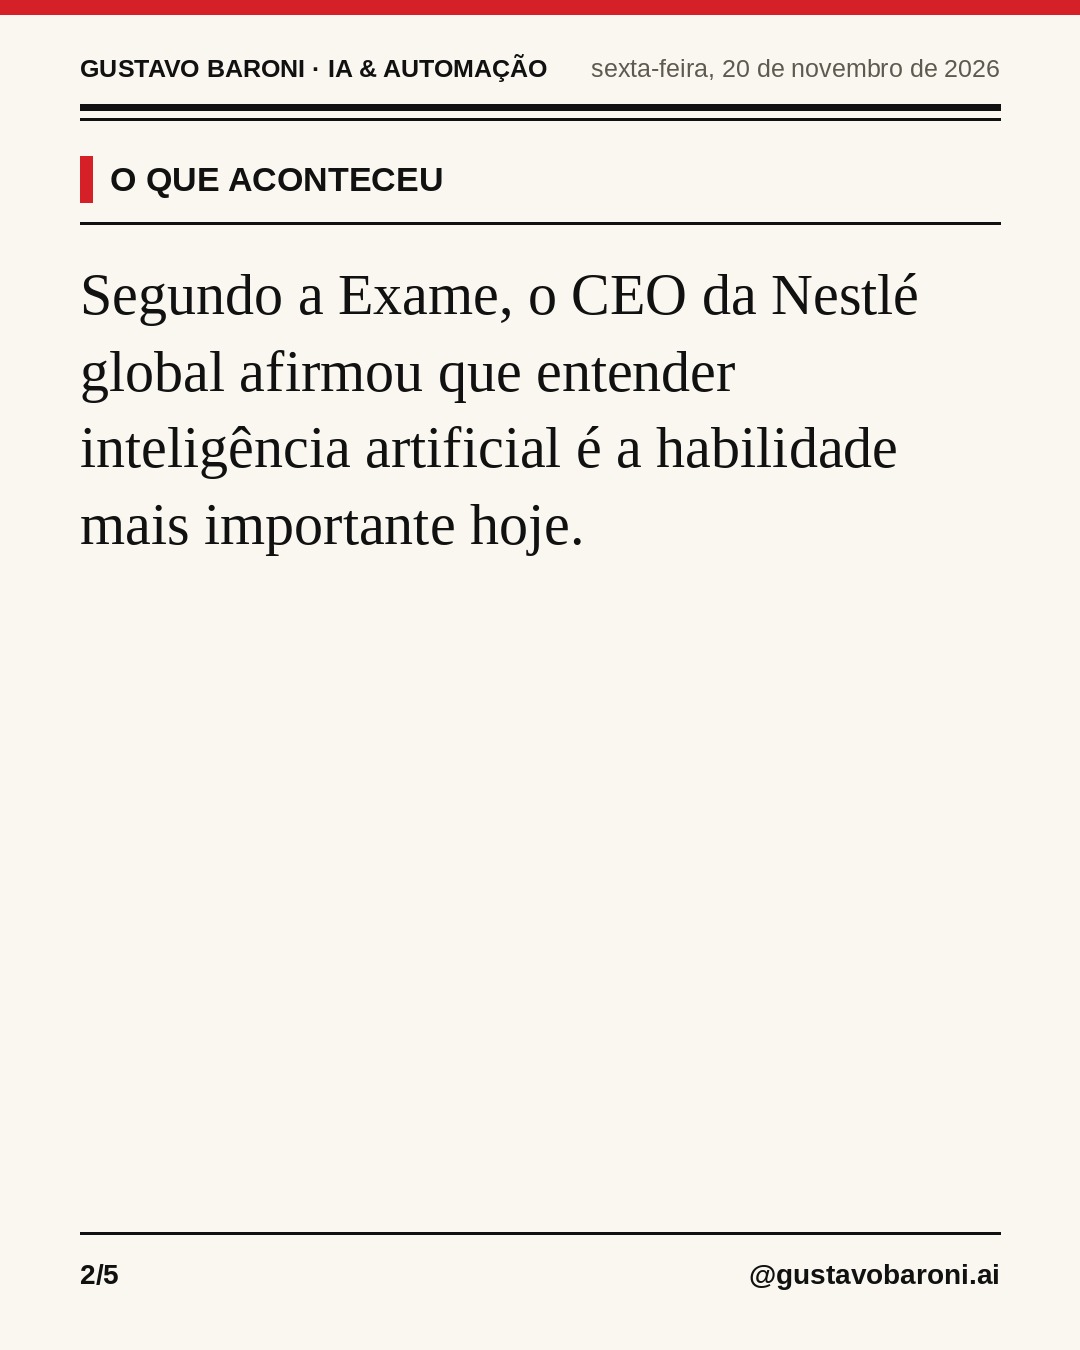 GUSTAVO BARONI · IA & AUTOMAÇÃO
sexta-feira, 20 de novembro de 2026
O QUE ACONTECEU
Segundo a Exame, o CEO da Nestlé
global afirmou que entender
inteligência artificial é a habilidade
mais importante hoje.
2/5
@gustavobaroni.ai